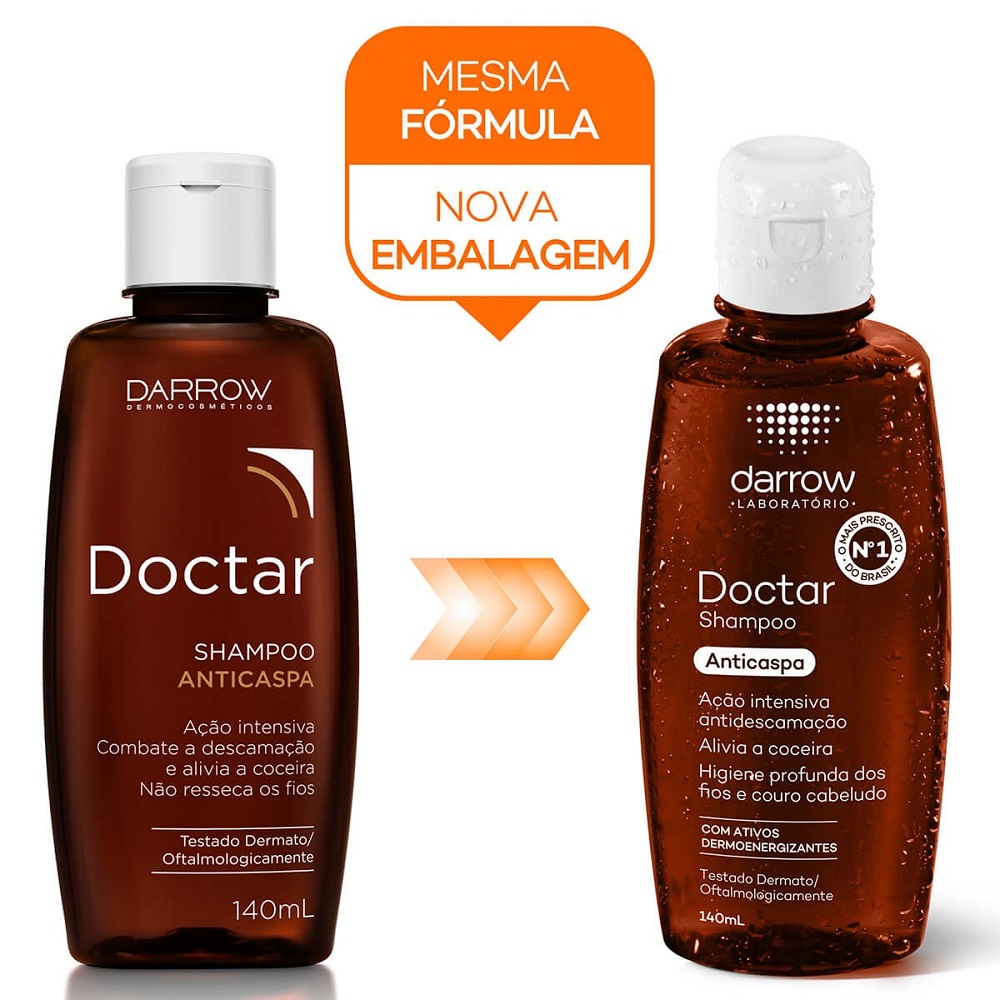 MESMA
FÓRMULA
NOVA
EMBALAGEM
DARROW
DERMOCOSMÉTICOS
Doctar
SHAMPOO
ANTICASPA
Ação intensiva
Combate a descamação
e alivia a coceira
Não resseca os fios
Testado Dermato/
Oftalmologicamente
140mL
darrow
•LABORATÓRIO•
O MAIS PRESCRITO
Nº1
DO BRASIL
Doctar
Shampoo
Anticaspa
Ação intensiva
antidescamação
Alivia a coceira
Higiene profunda dos
fios e couro cabeludo
COM ATIVOS
DERMOENERGIZANTES
Testado Dermato/
Oftalmologicamente
140mL